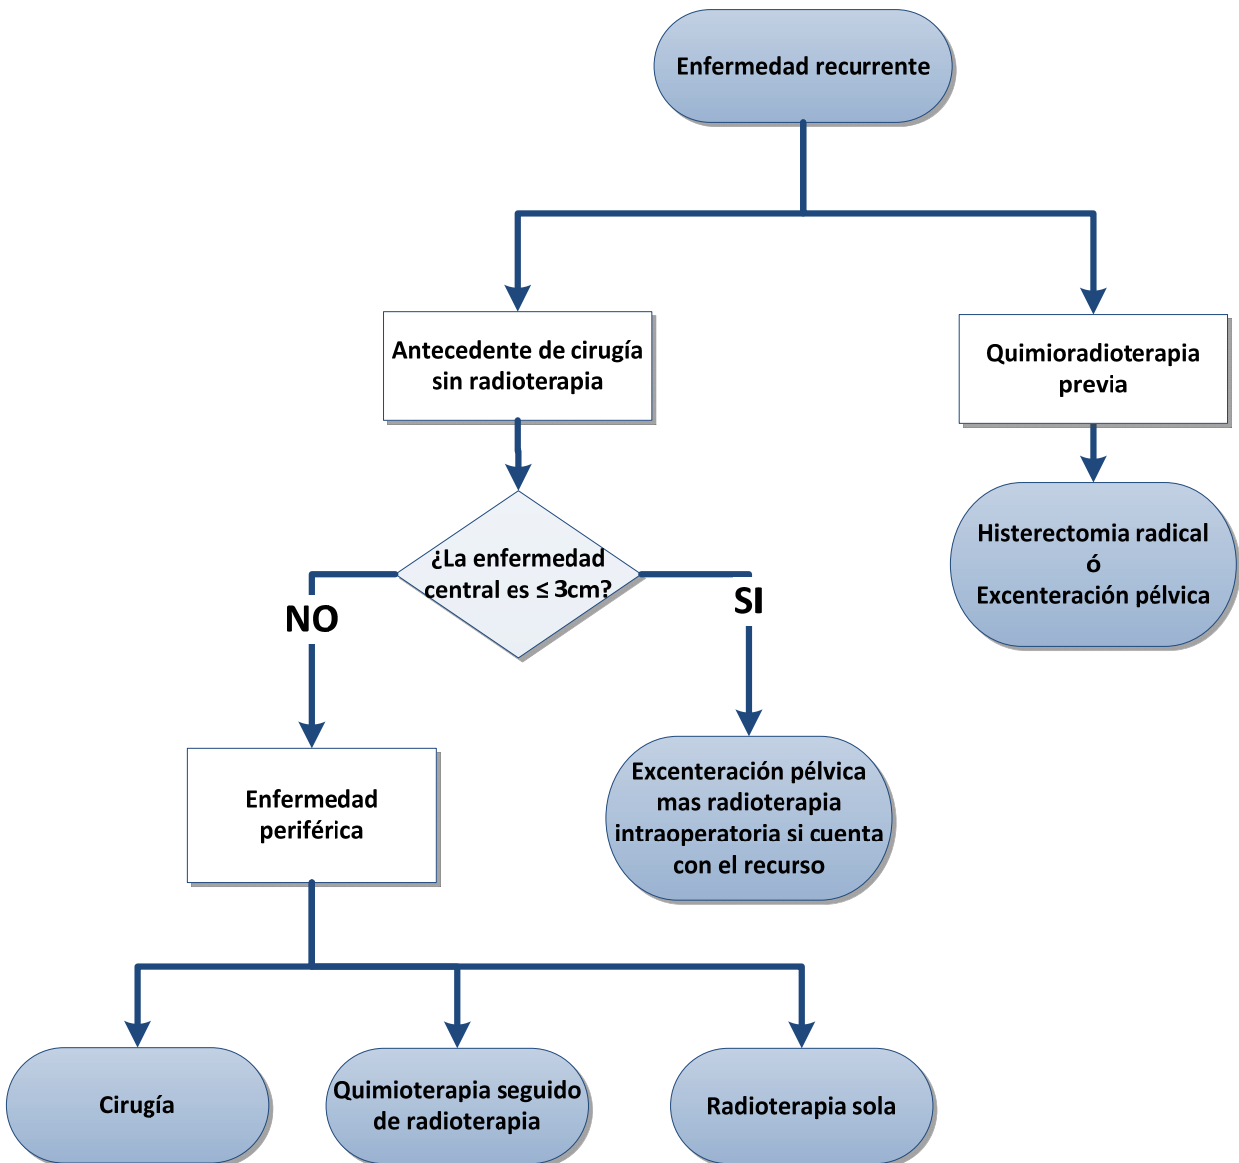 Enfermedad recurrente
Antecedente de cirugía
sin radioterapia
Quimioradioterapia
previa
¿La enfermedad
central es ≤ 3cm?
NO
SI
Histerectomia radical
ó
Excenteración pélvica
Enfermedad
periférica
Excenteración pélvica
mas radioterapia
intraoperatoria si cuenta
con el recurso
Cirugía
Quimioterapia seguido
de radioterapia
Radioterapia sola